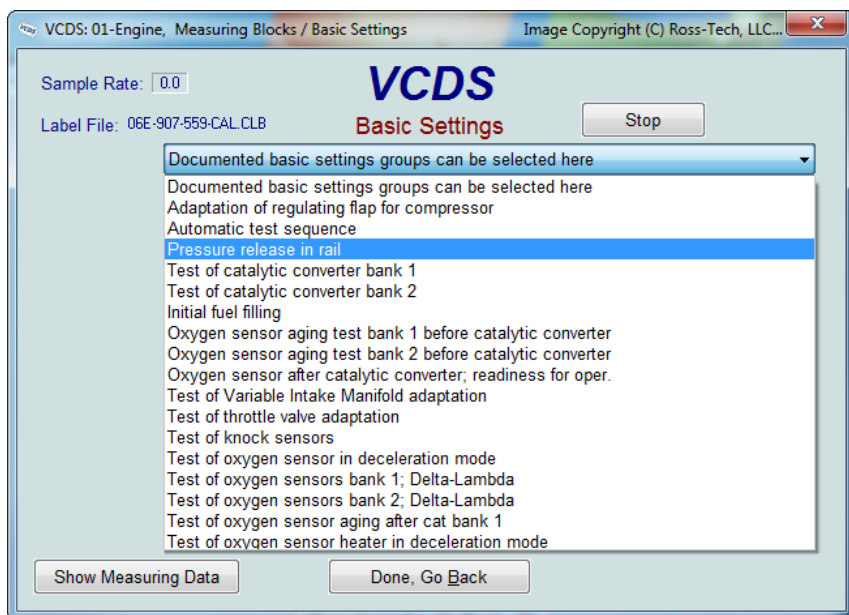 VCDS: 01-Engine, Measuring Blocks / Basic Settings Image Copyright (C) Ross-Tech, LLC...
Sample Rate: 0.0
VCDS
Label File: 06E-907-559-CAL.CLB
Basic Settings
Stop
Documented basic settings groups can be selected here
Documented basic settings groups can be selected here
Adaptation of regulating flap for compressor
Automatic test sequence
Pressure release in rail
Test of catalytic converter bank 1
Test of catalytic converter bank 2
Initial fuel filling
Oxygen sensor aging test bank 1 before catalytic converter
Oxygen sensor aging test bank 2 before catalytic converter
Oxygen sensor after catalytic converter; readiness for oper.
Test of Variable Intake Manifold adaptation
Test of throttle valve adaptation
Test of knock sensors
Test of oxygen sensor in deceleration mode
Test of oxygen sensors bank 1; Delta-Lambda
Test of oxygen sensors bank 2; Delta-Lambda
Test of oxygen sensor aging after cat bank 1
Test of oxygen sensor heater in deceleration mode
Show Measuring Data
Done, Go Back